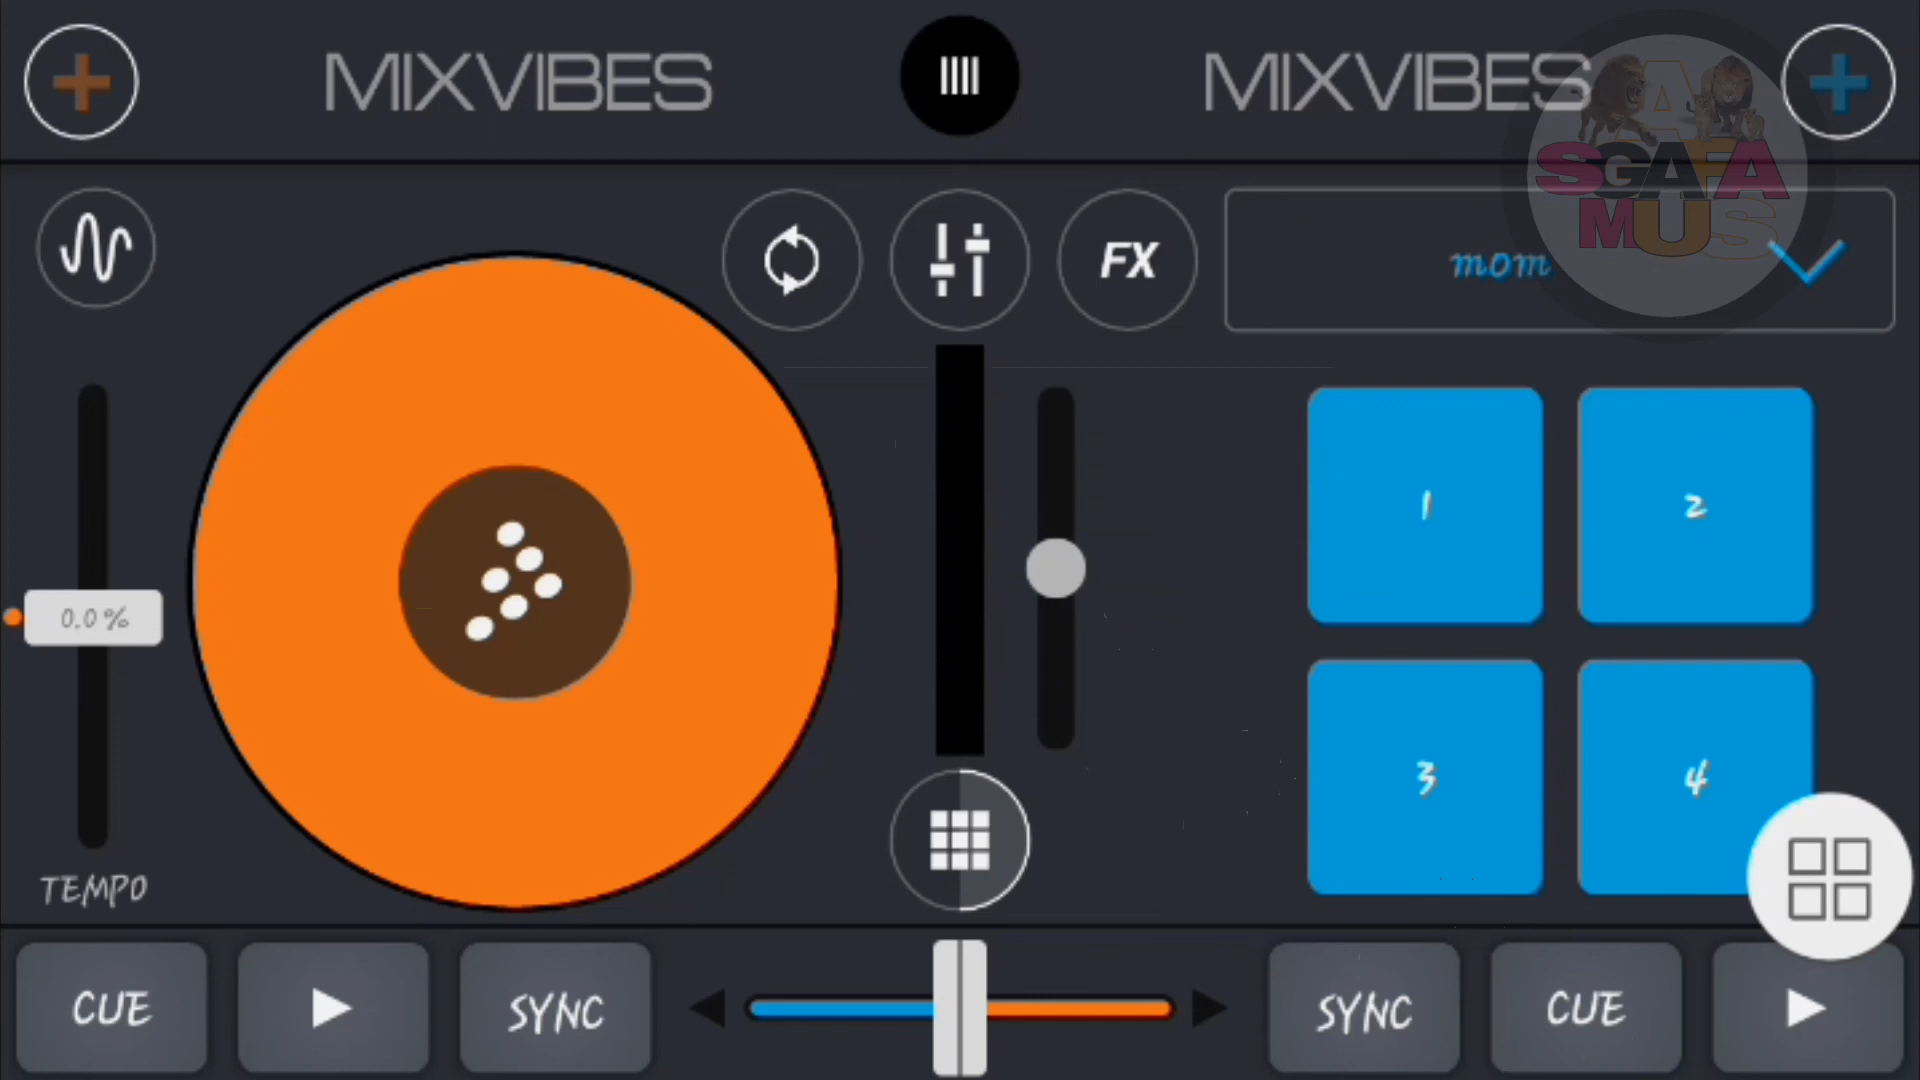 MIXVIBES
MIXVIBES
A
A
SGAFA
MUS
FX
mom
1
2
0.0%
3
4
TEMPO
CUE
SYNC
SYNC
CUE